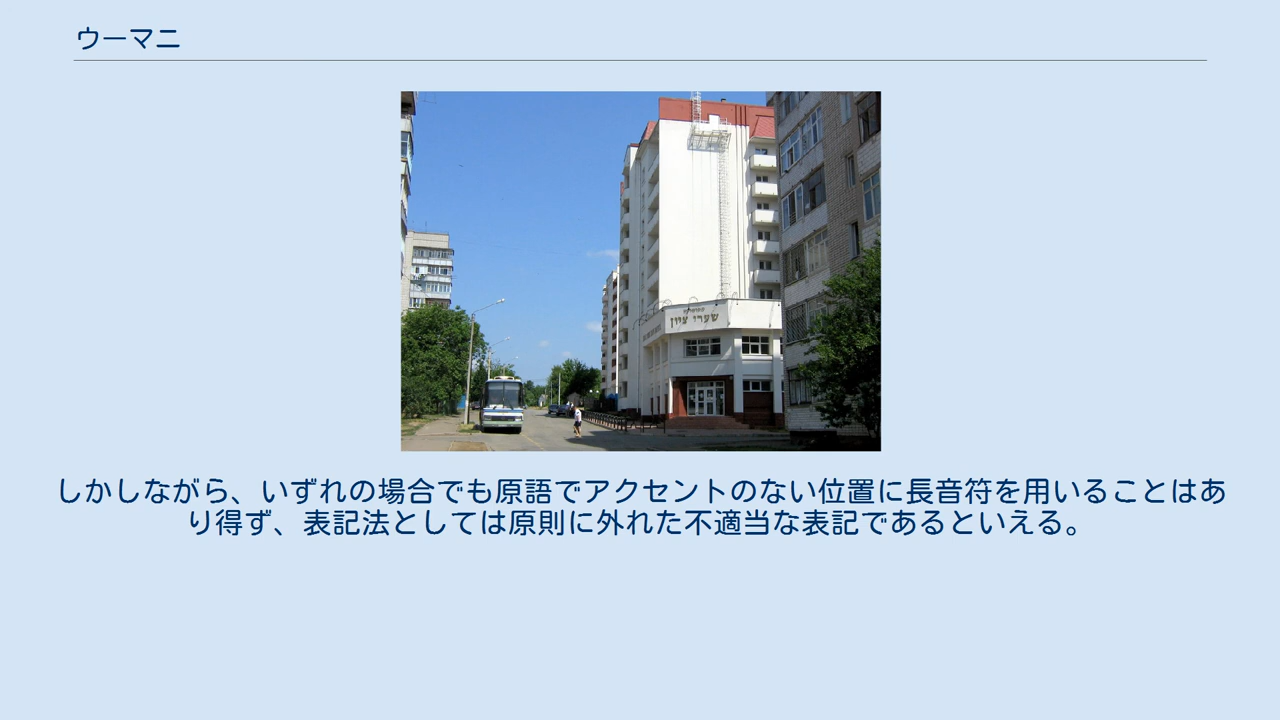 ウーマニ
שערי ציון
しかしながら、いずれの場合でも原語でアクセントのない位置に長音符を用いることはあ
り得ず、表記法としては原則に外れた不適当な表記であるといえる。